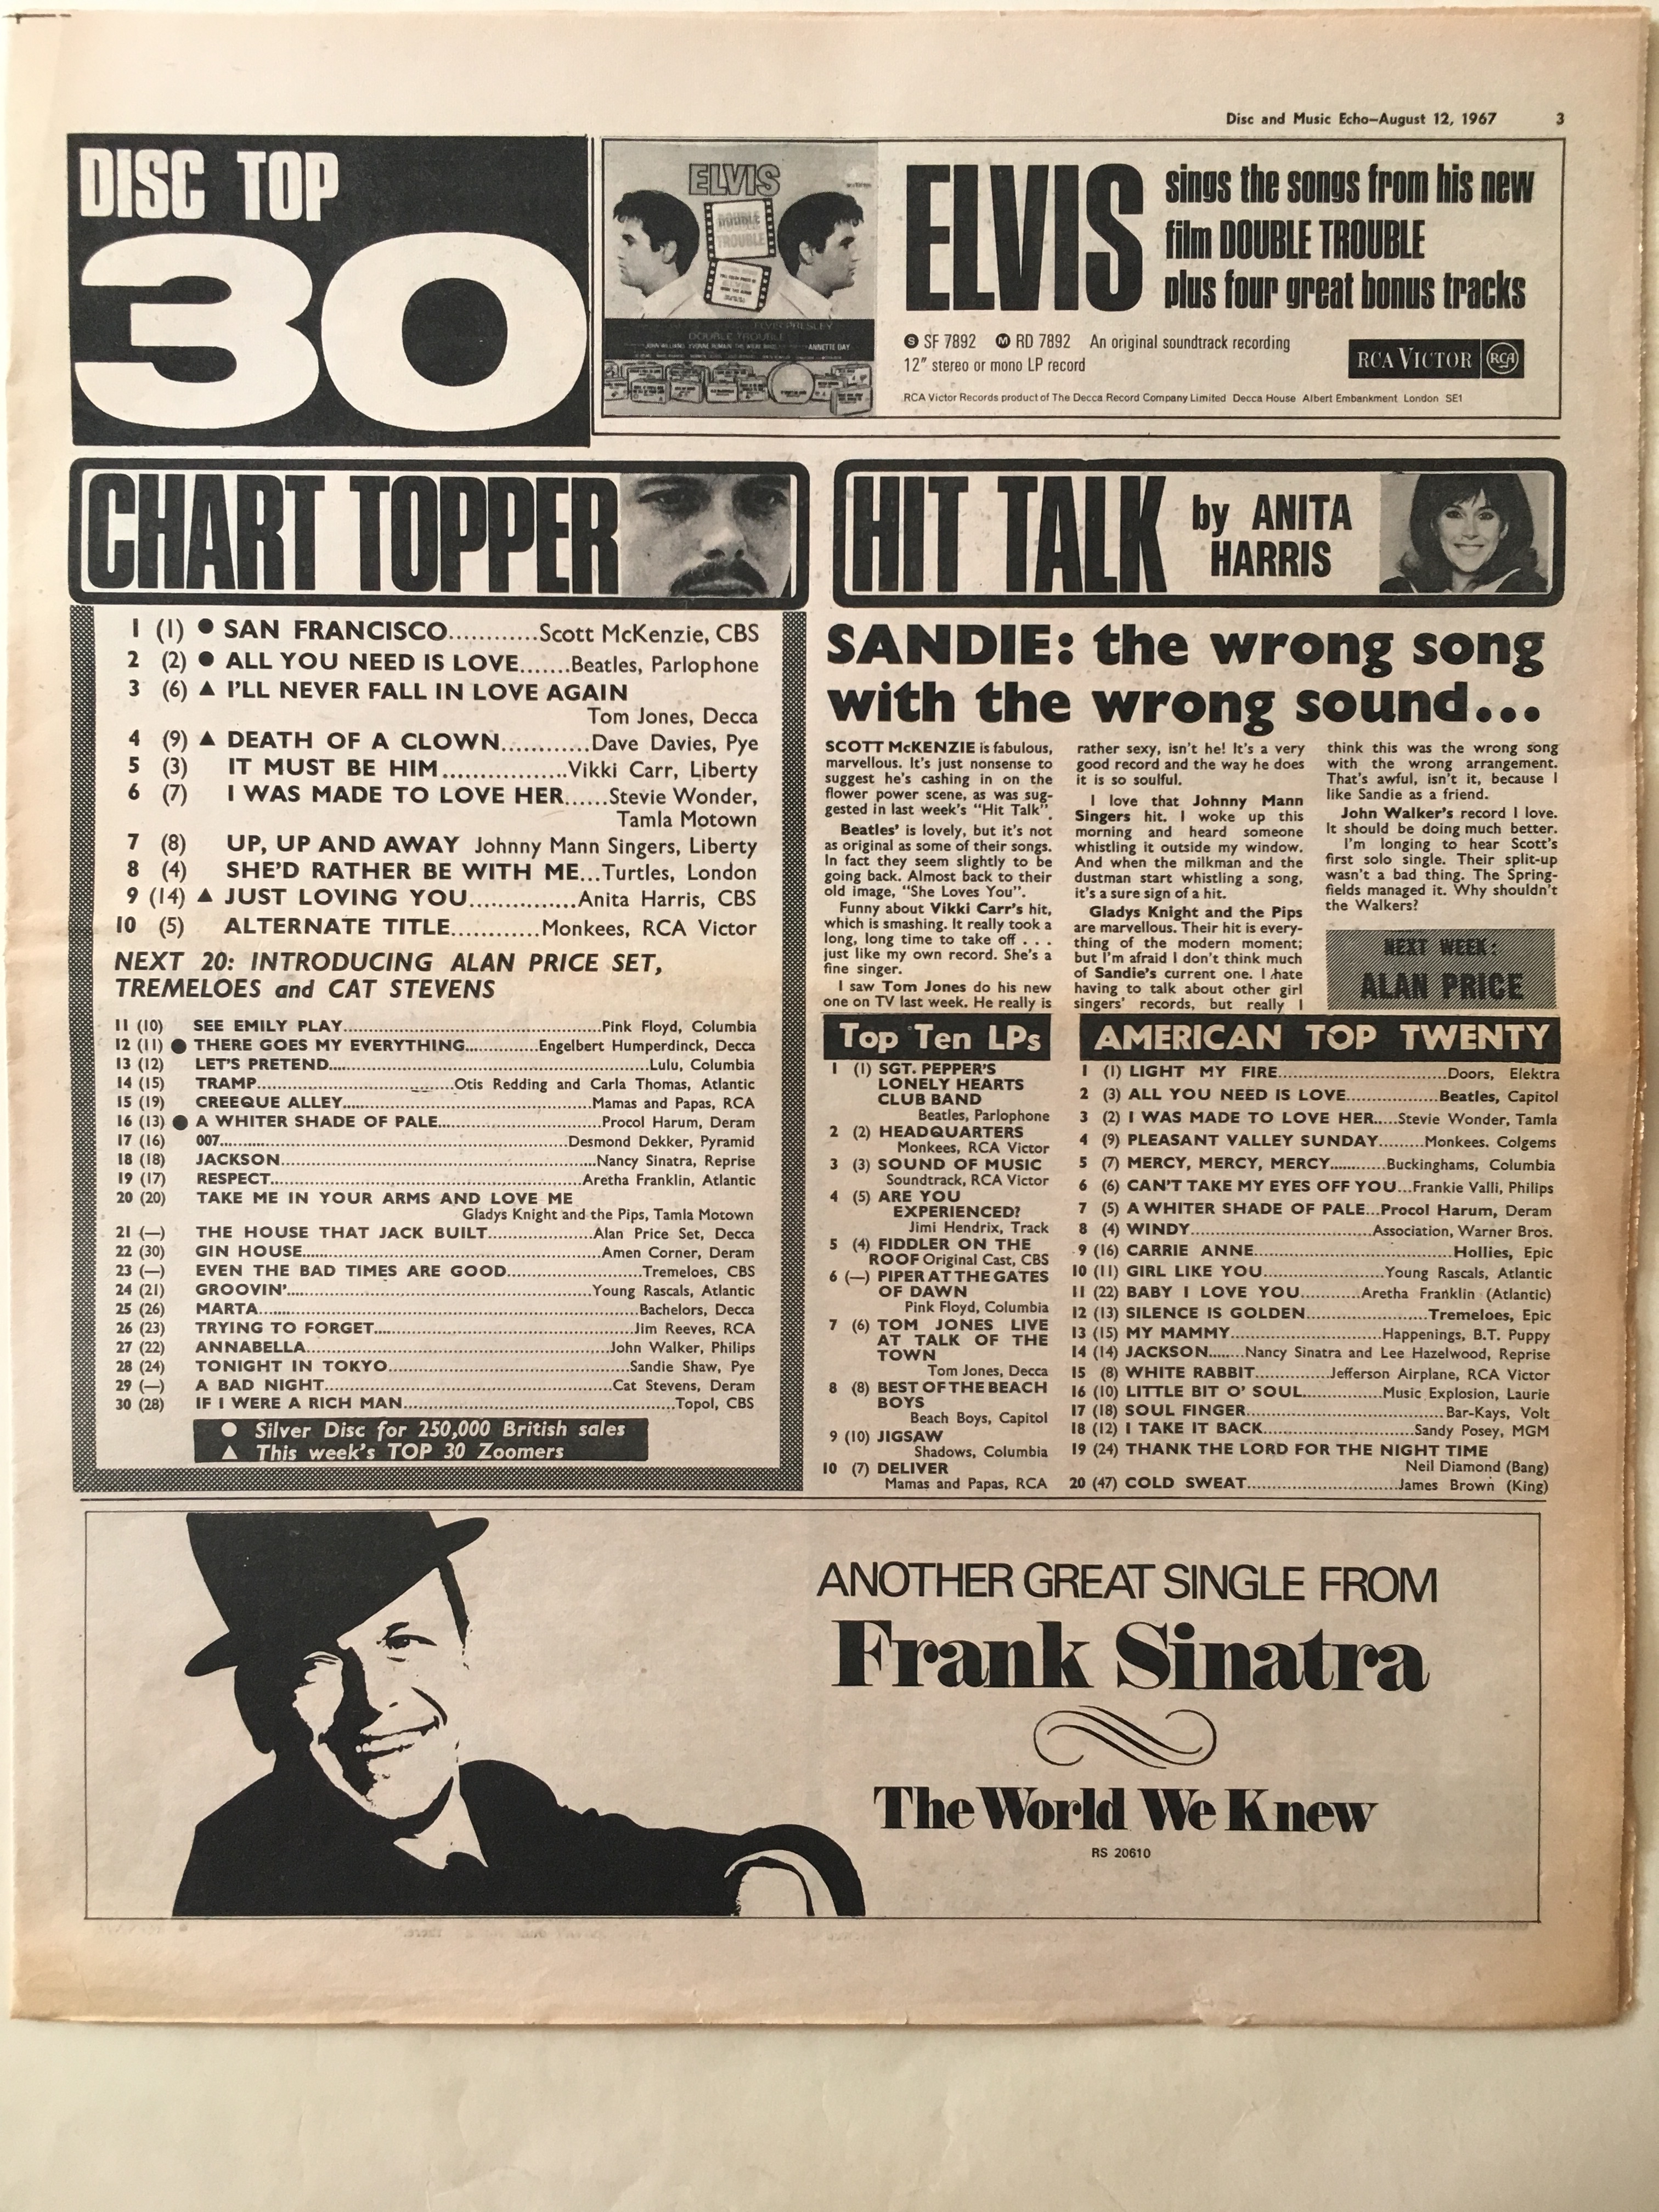 Disc and Music Echo—August 12, 1967 3
DISC TOP
30
ELVIS
DOUBLE
TROUBLE
ELVIS PRESLEY
DOUBLE TROUBLE
ANNETTE DAY
ELVIS
sings the songs from his new
film DOUBLE TROUBLE
plus four great bonus tracks
S SF 7892 M RD 7892 An original soundtrack recording
12″ stereo or mono LP record
RCA VICTOR RCA
RCA Victor Records product of The Decca Record Company Limited Decca House Albert Embankment London SE1
CHART TOPPER
1 (1) ● SAN FRANCISCO............Scott McKenzie, CBS
2 (2) ● ALL YOU NEED IS LOVE.......Beatles, Parlophone
3 (6) ▲ I'LL NEVER FALL IN LOVE AGAIN
Tom Jones, Decca
4 (9) ▲ DEATH OF A CLOWN............Dave Davies, Pye
5 (3) IT MUST BE HIM.................Vikki Carr, Liberty
6 (7) I WAS MADE TO LOVE HER......Stevie Wonder,
Tamla Motown
7 (8) UP, UP AND AWAY Johnny Mann Singers, Liberty
8 (4) SHE'D RATHER BE WITH ME...Turtles, London
9 (14) ▲ JUST LOVING YOU...............Anita Harris, CBS
10 (5) ALTERNATE TITLE............Monkees, RCA Victor
NEXT 20: INTRODUCING ALAN PRICE SET,
TREMELOES and CAT STEVENS
11 (10) SEE EMILY PLAY..........Pink Floyd, Columbia
12 (11) ● THERE GOES MY EVERYTHING..........Engelbert Humperdinck, Decca
13 (12) LET'S PRETEND..........Lulu, Columbia
14 (15) TRAMP..........Otis Redding and Carla Thomas, Atlantic
15 (19) CREEQUE ALLEY..........Mamas and Papas, RCA
16 (13) ● A WHITER SHADE OF PALE..........Procol Harum, Deram
17 (16) 007..........Desmond Dekker, Pyramid
18 (18) JACKSON..........Nancy Sinatra, Reprise
19 (17) RESPECT..........Aretha Franklin, Atlantic
20 (20) TAKE ME IN YOUR ARMS AND LOVE ME
Gladys Knight and the Pips, Tamla Motown
21 (—) THE HOUSE THAT JACK BUILT..........Alan Price Set, Decca
22 (30) GIN HOUSE..........Amen Corner, Deram
23 (—) EVEN THE BAD TIMES ARE GOOD..........Tremeloes, CBS
24 (21) GROOVIN'..........Young Rascals, Atlantic
25 (26) MARTA..........Bachelors, Decca
26 (23) TRYING TO FORGET..........Jim Reeves, RCA
27 (22) ANNABELLA..........John Walker, Philips
28 (24) TONIGHT IN TOKYO..........Sandie Shaw, Pye
29 (—) A BAD NIGHT..........Cat Stevens, Deram
30 (28) IF I WERE A RICH MAN..........Topol, CBS
● Silver Disc for 250,000 British sales
▲ This week's TOP 30 Zoomers
HIT TALK by ANITA
HARRIS
SANDIE: the wrong song
with the wrong sound...
SCOTT McKENZIE is fabulous,
marvellous. It's just nonsense to
suggest he's cashing in on the
flower power scene, as was sug-
gested in last week's "Hit Talk".
Beatles' is lovely, but it's not
as original as some of their songs.
In fact they seem slightly to be
going back. Almost back to their
old image, "She Loves You".
Funny about Vikki Carr's hit,
which is smashing. It really took a
long, long time to take off . . .
just like my own record. She's a
fine singer.
I saw Tom Jones do his new
one on TV last week. He really is
rather sexy, isn't he! It's a very
good record and the way he does
it is so soulful.
I love that Johnny Mann
Singers hit. I woke up this
morning and heard someone
whistling it outside my window.
And when the milkman and the
dustman start whistling a song,
it's a sure sign of a hit.
Gladys Knight and the Pips
are marvellous. Their hit is every-
thing of the modern moment;
but I'm afraid I don't think much
of Sandie's current one. I hate
having to talk about other girl
singers' records, but really I
think this was the wrong song
with the wrong arrangement.
That's awful, isn't it, because I
like Sandie as a friend.
John Walker's record I love.
It should be doing much better.
I'm longing to hear Scott's
first solo single. Their split-up
wasn't a bad thing. The Spring-
fields managed it. Why shouldn't
the Walkers?
NEXT WEEK:
ALAN PRICE
Top Ten LPs
1 (1) SGT. PEPPER'S
LONELY HEARTS
CLUB BAND
Beatles, Parlophone
2 (2) HEADQUARTERS
Monkees, RCA Victor
3 (3) SOUND OF MUSIC
Soundtrack, RCA Victor
4 (5) ARE YOU
EXPERIENCED?
Jimi Hendrix, Track
5 (4) FIDDLER ON THE
ROOF Original Cast, CBS
6 (—) PIPER AT THE GATES
OF DAWN
Pink Floyd, Columbia
7 (6) TOM JONES LIVE
AT TALK OF THE
TOWN
Tom Jones, Decca
8 (8) BEST OF THE BEACH
BOYS
Beach Boys, Capitol
9 (10) JIGSAW
Shadows, Columbia
10 (7) DELIVER
Mamas and Papas, RCA
AMERICAN TOP TWENTY
1 (1) LIGHT MY FIRE..........Doors, Elektra
2 (3) ALL YOU NEED IS LOVE..........Beatles, Capitol
3 (2) I WAS MADE TO LOVE HER.....Stevie Wonder, Tamla
4 (9) PLEASANT VALLEY SUNDAY.........Monkees. Colgems
5 (7) MERCY, MERCY, MERCY..........Buckinghams, Columbia
6 (6) CAN'T TAKE MY EYES OFF YOU...Frankie Valli, Philips
7 (5) A WHITER SHADE OF PALE...Procol Harum, Deram
8 (4) WINDY..........Association, Warner Bros.
9 (16) CARRIE ANNE..........Hollies, Epic
10 (11) GIRL LIKE YOU..........Young Rascals, Atlantic
11 (22) BABY I LOVE YOU..........Aretha Franklin (Atlantic)
12 (13) SILENCE IS GOLDEN..........Tremeloes, Epic
13 (15) MY MAMMY..........Happenings, B.T. Puppy
14 (14) JACKSON.......Nancy Sinatra and Lee Hazelwood, Reprise
15 (8) WHITE RABBIT..........Jefferson Airplane, RCA Victor
16 (10) LITTLE BIT O' SOUL..........Music Explosion, Laurie
17 (18) SOUL FINGER..........Bar-Kays, Volt
18 (12) I TAKE IT BACK..........Sandy Posey, MGM
19 (24) THANK THE LORD FOR THE NIGHT TIME
Neil Diamond (Bang)
20 (47) COLD SWEAT..........James Brown (King)
ANOTHER GREAT SINGLE FROM
Frank Sinatra
The World We Knew
RS 20610